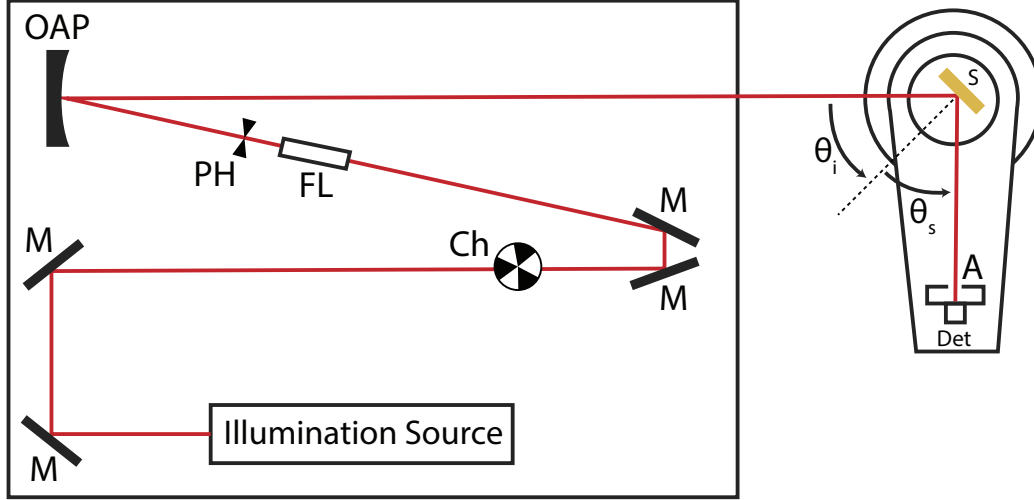 OAP
S
θi
PH
FL
θs
M
M
Ch
M
A
Det
Illumination Source
M